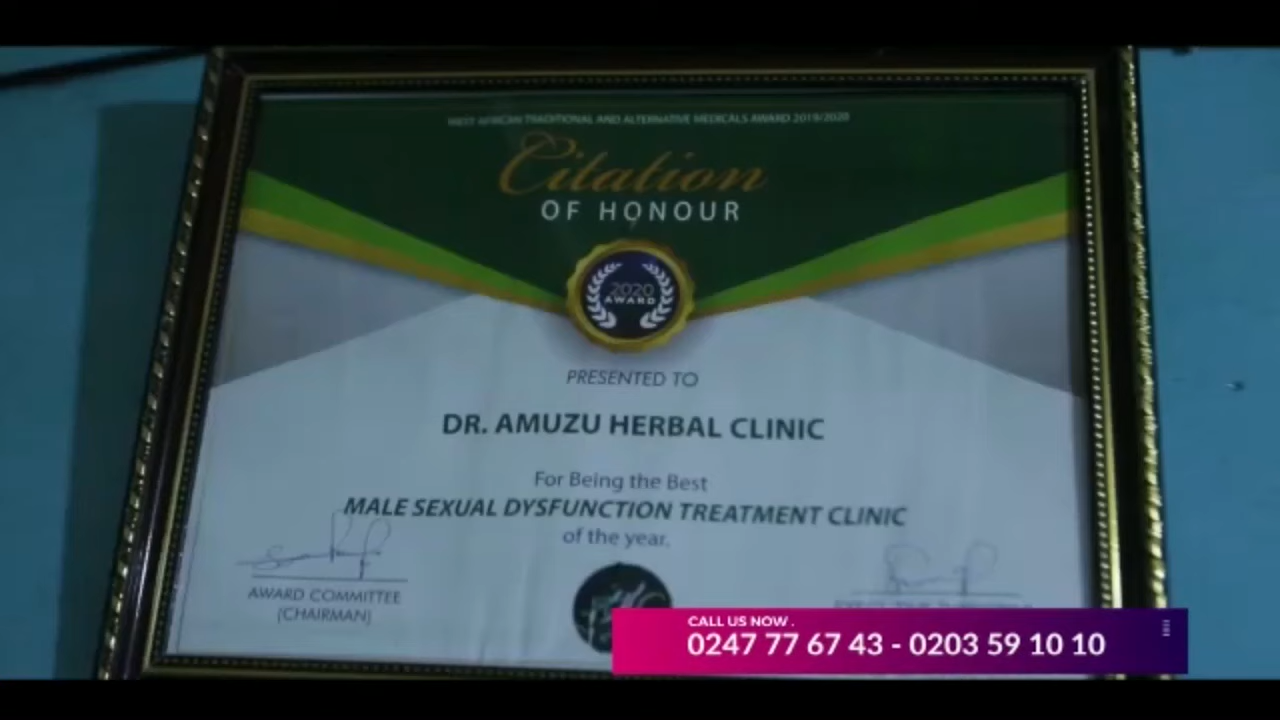 WEST AFRICAN TRADITIONAL AND ALTERNATIVE MEDICALS AWARD 2019/2020
Citation
OF HONOUR
2020
AWARD
PRESENTED TO
DR. AMUZU HERBAL CLINIC
For Being the Best
MALE SEXUAL DYSFUNCTION TREATMENT CLINIC
of the year.
AWARD COMMITTEE
(CHAIRMAN)
CALL US NOW .
0247 77 67 43 - 0203 59 10 10